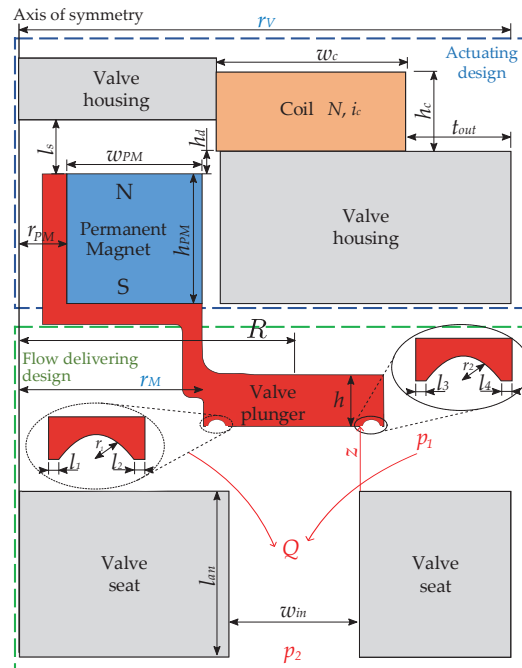 Axis of symmetry
r_V
Actuating
design
w_c
Valve
housing
Coil N, i_c
h_c
t_out
l_s
h_d
w_PM
N
Permanent
Magnet
S
r_PM
h_PM
Valve
housing
R
Flow delivering
design
r_M
Valve
plunger
h
r_2
l_3
l_4
r_1
l_1
l_2
z
p_1
Q
Valve
seat
l_an
Valve
seat
w_in
p_2